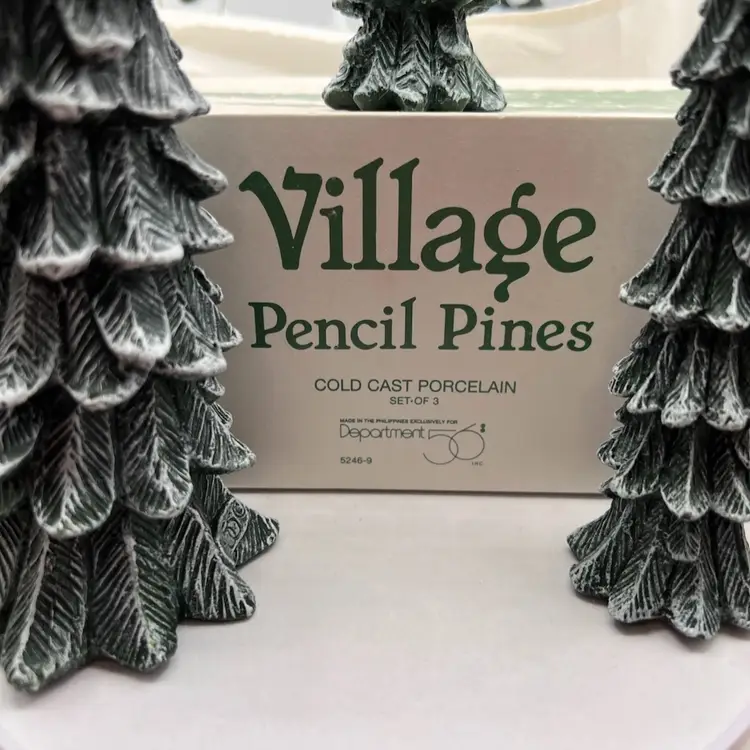 Village
Pencil Pines
COLD CAST PORCELAIN
SET OF 3
MADE IN THE PHILIPPINES EXCLUSIVELY FOR
Department 56
INC
5246-9